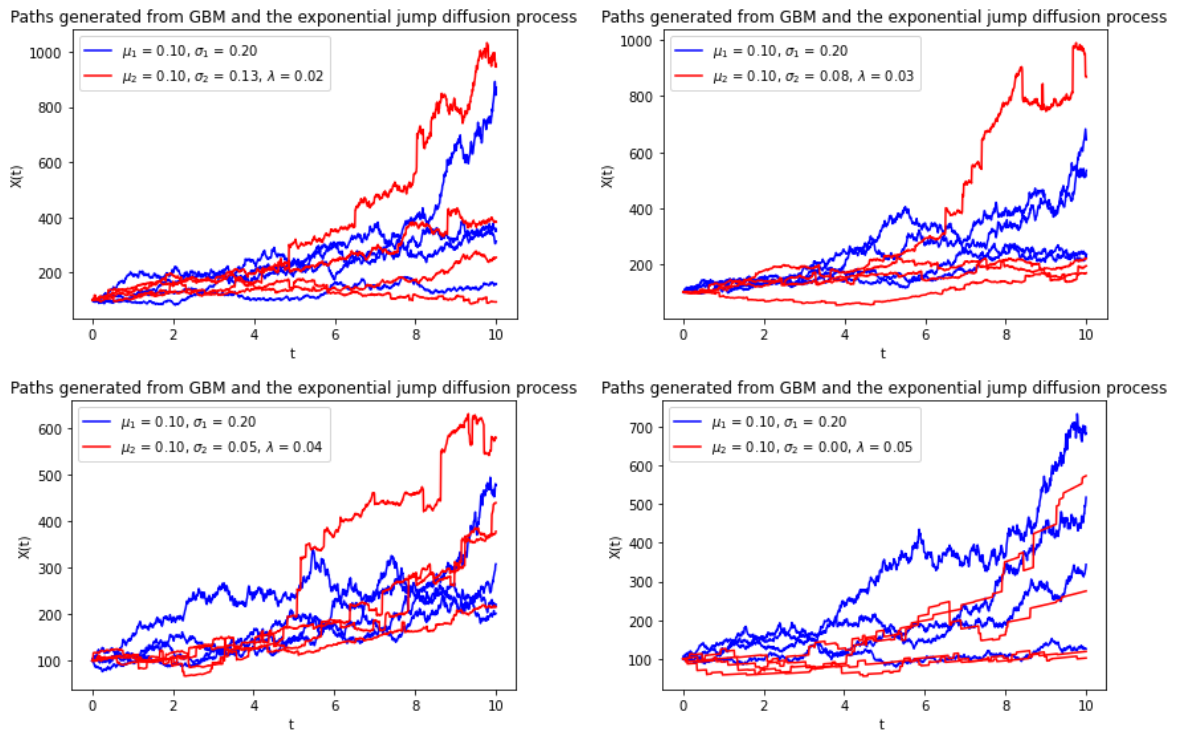 Paths generated from GBM and the exponential jump diffusion process
μ₁ = 0.10, σ₁ = 0.20
μ₂ = 0.10, σ₂ = 0.13, λ = 0.02
1000
800
600
400
200
X(t)
0 2 4 6 8 10
t
Paths generated from GBM and the exponential jump diffusion process
μ₁ = 0.10, σ₁ = 0.20
μ₂ = 0.10, σ₂ = 0.08, λ = 0.03
1000
800
600
400
200
X(t)
0 2 4 6 8 10
t
Paths generated from GBM and the exponential jump diffusion process
μ₁ = 0.10, σ₁ = 0.20
μ₂ = 0.10, σ₂ = 0.05, λ = 0.04
600
500
400
300
200
100
X(t)
0 2 4 6 8 10
t
Paths generated from GBM and the exponential jump diffusion process
μ₁ = 0.10, σ₁ = 0.20
μ₂ = 0.10, σ₂ = 0.00, λ = 0.05
700
600
500
400
300
200
100
X(t)
0 2 4 6 8 10
t